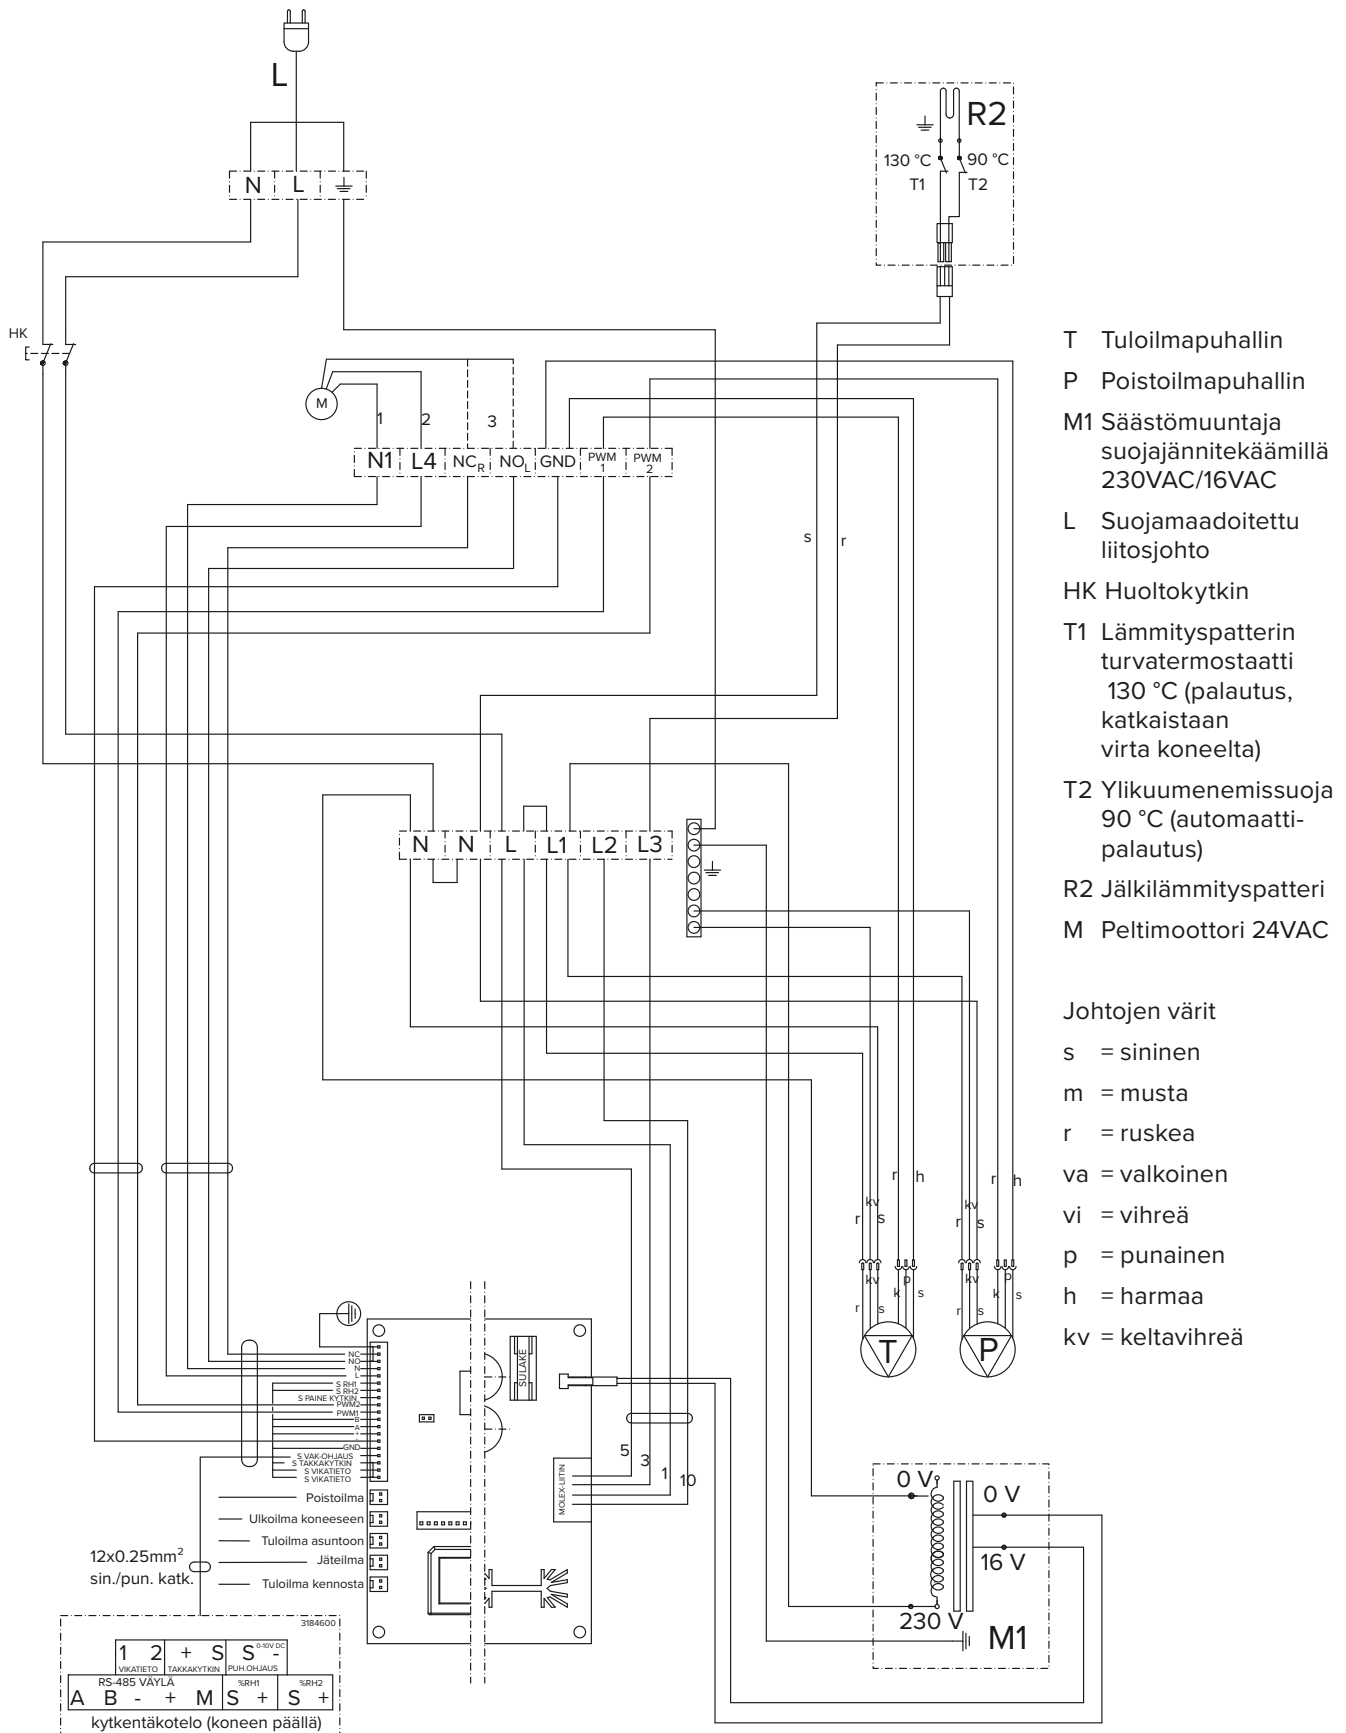 L
N L
R2
130 °C 90 °C
T1 T2
HK
M
1 2 3
N1 L4 NCR NOL GND PWM 1 PWM 2
s r
T Tuloilmapuhallin
P Poistoilmapuhallin
M1 Säästömuuntaja
suojajännitekäämillä
230VAC/16VAC
L Suojamaadoitettu
liitosjohto
HK Huoltokytkin
T1 Lämmityspatterin
turvatermostaatti
130 °C (palautus,
katkaistaan
virta koneelta)
T2 Ylikuumenemissuoja
90 °C (automaatti-
palautus)
R2 Jälkilämmityspatteri
M Peltimoottori 24VAC
N N L L1 L2 L3
Johtojen värit
s = sininen
m = musta
r = ruskea
va = valkoinen
vi = vihreä
p = punainen
h = harmaa
kv = keltavihreä
r h r h
kv kv
r s r s
kv p kv p
k s k s
r s r s
T P
NC
NO
N
L
S RH1
S RH2
S PAINE KYTKIN
PWM2
PWM1
B
A
+
-
GND
S VAK-OHJAUS
S TAKKAKYTKIN
S VIKATIETO
S VIKATIETO
SULAKE
MOLEX-LIITIN
5 3 1 10
Poistoilma
Ulkoilma koneeseen
Tuloilma asuntoon
Jäteilma
Tuloilma kennosta
12x0.25mm²
sin./pun. katk.
0 V 0 V
16 V
230 V
M1
3184600
1 2 + S S 0-10V DC -
VIKATIETO TAKKAKYTKIN PUH.OHJAUS
RS-485 VÄYLÄ %RH1 %RH2
A B - + M S + S +
kytkentäkotelo (koneen päällä)